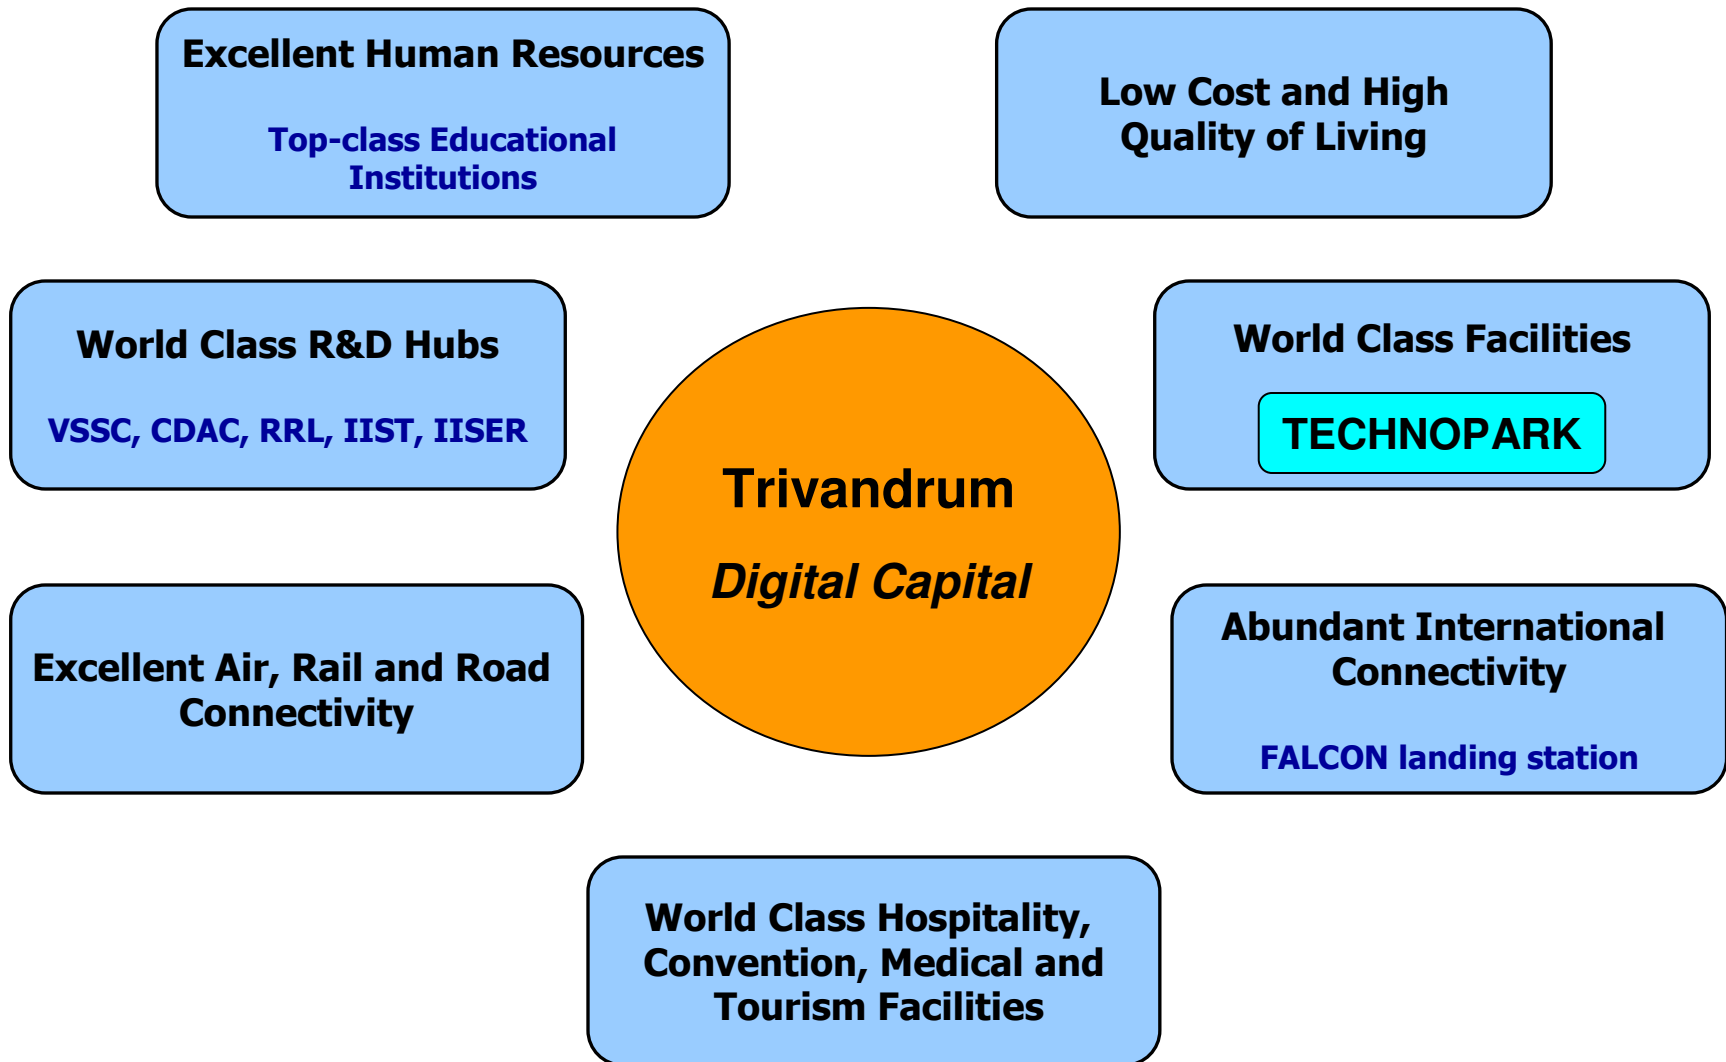 Excellent Human Resources
Top-class Educational
Institutions
Low Cost and High
Quality of Living
World Class R&D Hubs
VSSC, CDAC, RRL, IIST, IISER
World Class Facilities
TECHNOPARK
Trivandrum
Digital Capital
Excellent Air, Rail and Road
Connectivity
Abundant International
Connectivity
FALCON landing station
World Class Hospitality,
Convention, Medical and
Tourism Facilities